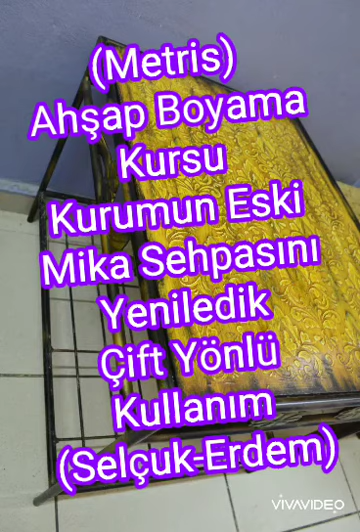 (Metris)
Ahşap Boyama
Kursu
Kurumun Eski
Mika Sehpasını
Yeniledik
Çift Yönlü
Kullanım
(Selçuk-Erdem)
VIVAVIDEO